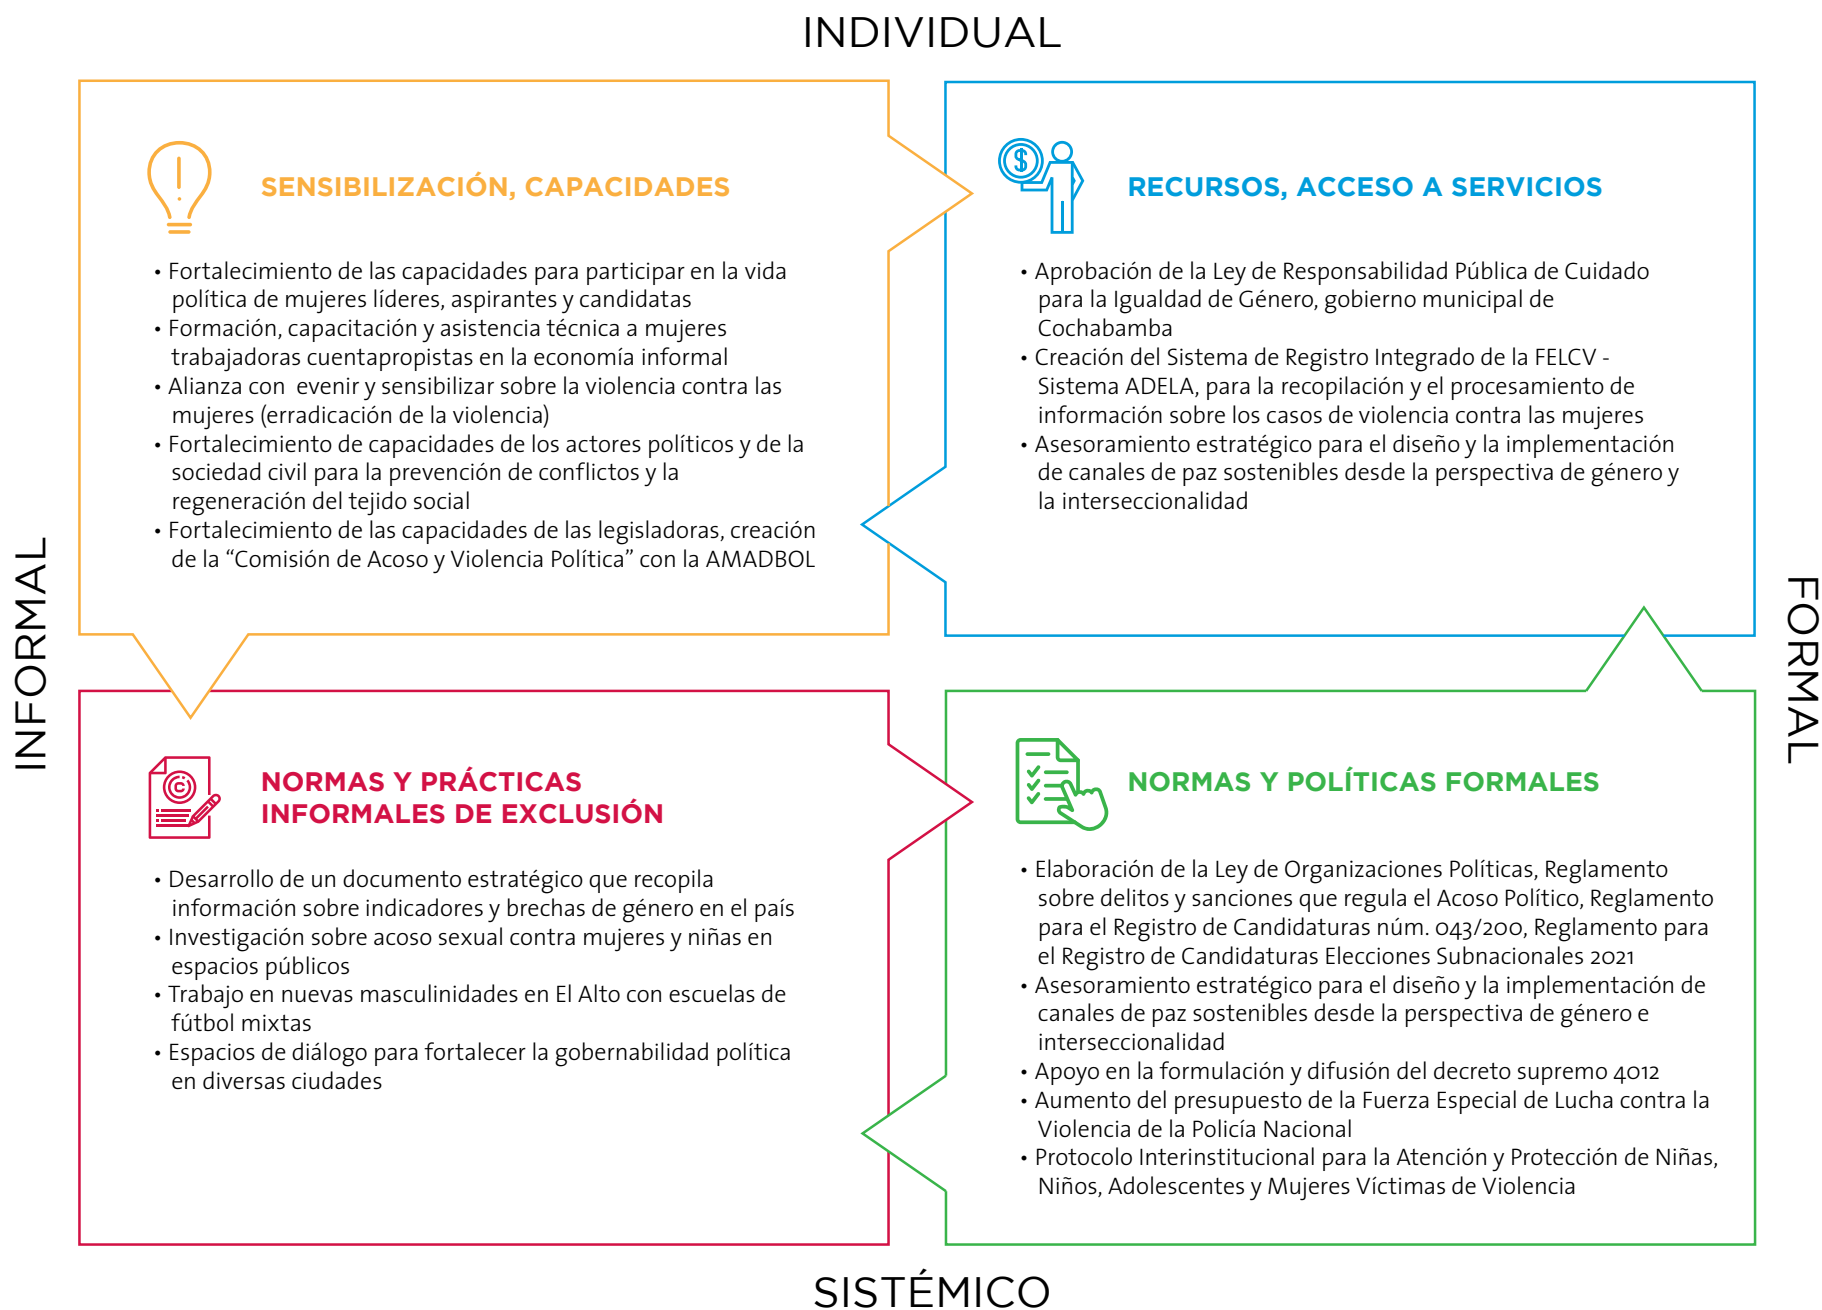 INDIVIDUAL
INFORMAL
SENSIBILIZACIÓN, CAPACIDADES
• Fortalecimiento de las capacidades para participar en la vida
política de mujeres líderes, aspirantes y candidatas
• Formación, capacitación y asistencia técnica a mujeres
trabajadoras cuentapropistas en la economía informal
• Alianza con evenir y sensibilizar sobre la violencia contra las
mujeres (erradicación de la violencia)
• Fortalecimiento de capacidades de los actores políticos y de la
sociedad civil para la prevención de conflictos y la
regeneración del tejido social
• Fortalecimiento de las capacidades de las legisladoras, creación
de la “Comisión de Acoso y Violencia Política” con la AMADBOL
$
RECURSOS, ACCESO A SERVICIOS
• Aprobación de la Ley de Responsabilidad Pública de Cuidado
para la Igualdad de Género, gobierno municipal de
Cochabamba
• Creación del Sistema de Registro Integrado de la FELCV -
Sistema ADELA, para la recopilación y el procesamiento de
información sobre los casos de violencia contra las mujeres
• Asesoramiento estratégico para el diseño y la implementación
de canales de paz sostenibles desde la perspectiva de género y
la interseccionalidad
FORMAL
©
NORMAS Y PRÁCTICAS
INFORMALES DE EXCLUSIÓN
• Desarrollo de un documento estratégico que recopila
información sobre indicadores y brechas de género en el país
• Investigación sobre acoso sexual contra mujeres y niñas en
espacios públicos
• Trabajo en nuevas masculinidades en El Alto con escuelas de
fútbol mixtas
• Espacios de diálogo para fortalecer la gobernabilidad política
en diversas ciudades
NORMAS Y POLÍTICAS FORMALES
• Elaboración de la Ley de Organizaciones Políticas, Reglamento
sobre delitos y sanciones que regula el Acoso Político, Reglamento
para el Registro de Candidaturas núm. 043/200, Reglamento para
el Registro de Candidaturas Elecciones Subnacionales 2021
• Asesoramiento estratégico para el diseño y la implementación de
canales de paz sostenibles desde la perspectiva de género e
interseccionalidad
• Apoyo en la formulación y difusión del decreto supremo 4012
• Aumento del presupuesto de la Fuerza Especial de Lucha contra la
Violencia de la Policía Nacional
• Protocolo Interinstitucional para la Atención y Protección de Niñas,
Niños, Adolescentes y Mujeres Víctimas de Violencia
SISTÉMICO